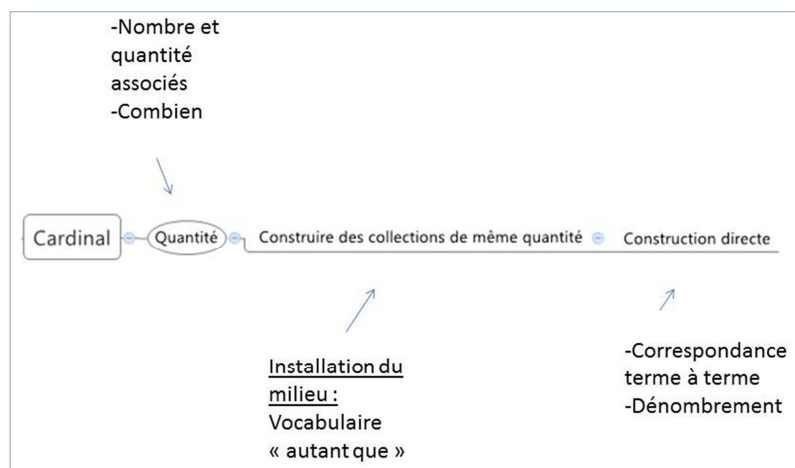 -Nombre et
quantité
associés
-Combien
Cardinal
Quantité
Construire des collections de même quantité
Construction directe
Installation du
milieu :
Vocabulaire
« autant que »
-Correspondance
terme à terme
-Dénombrement